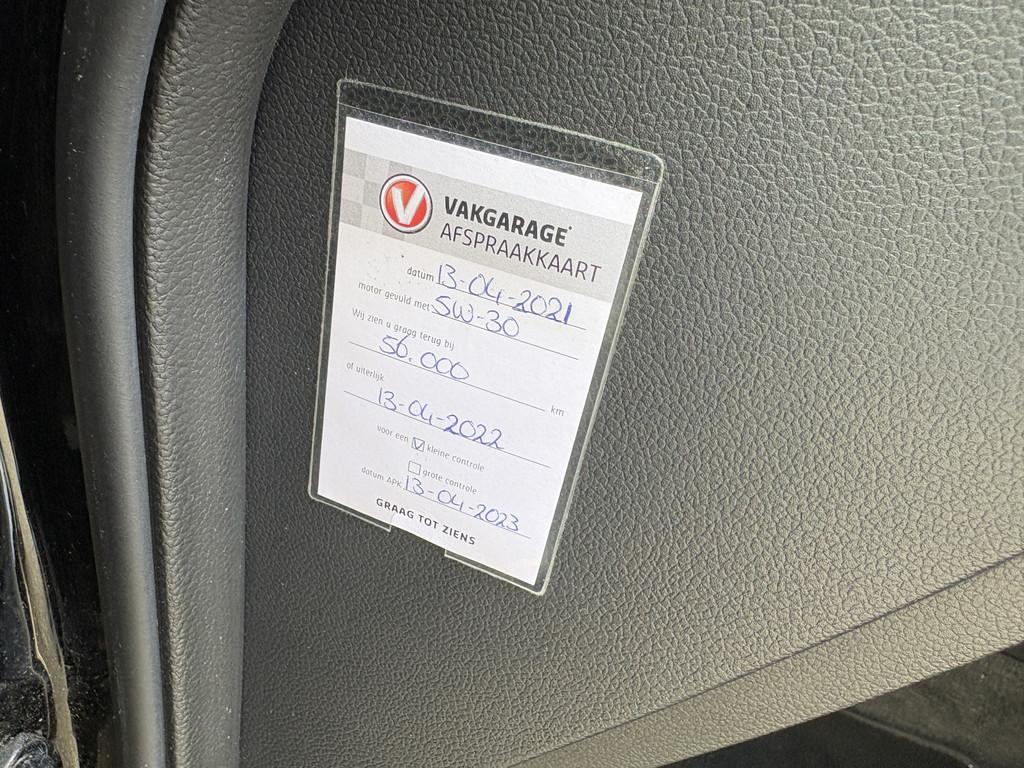 V VAKGARAGE
AFSPRAAKKAART
datum 13-04-2021
motor gevuld met 5W-30
Wij zien u graag terug bij
56.000 km
of uiterlijk
13-04-2022
voor een ☑ kleine controle
☐ grote controle
datum APK 13-04-2023
GRAAG TOT ZIENS